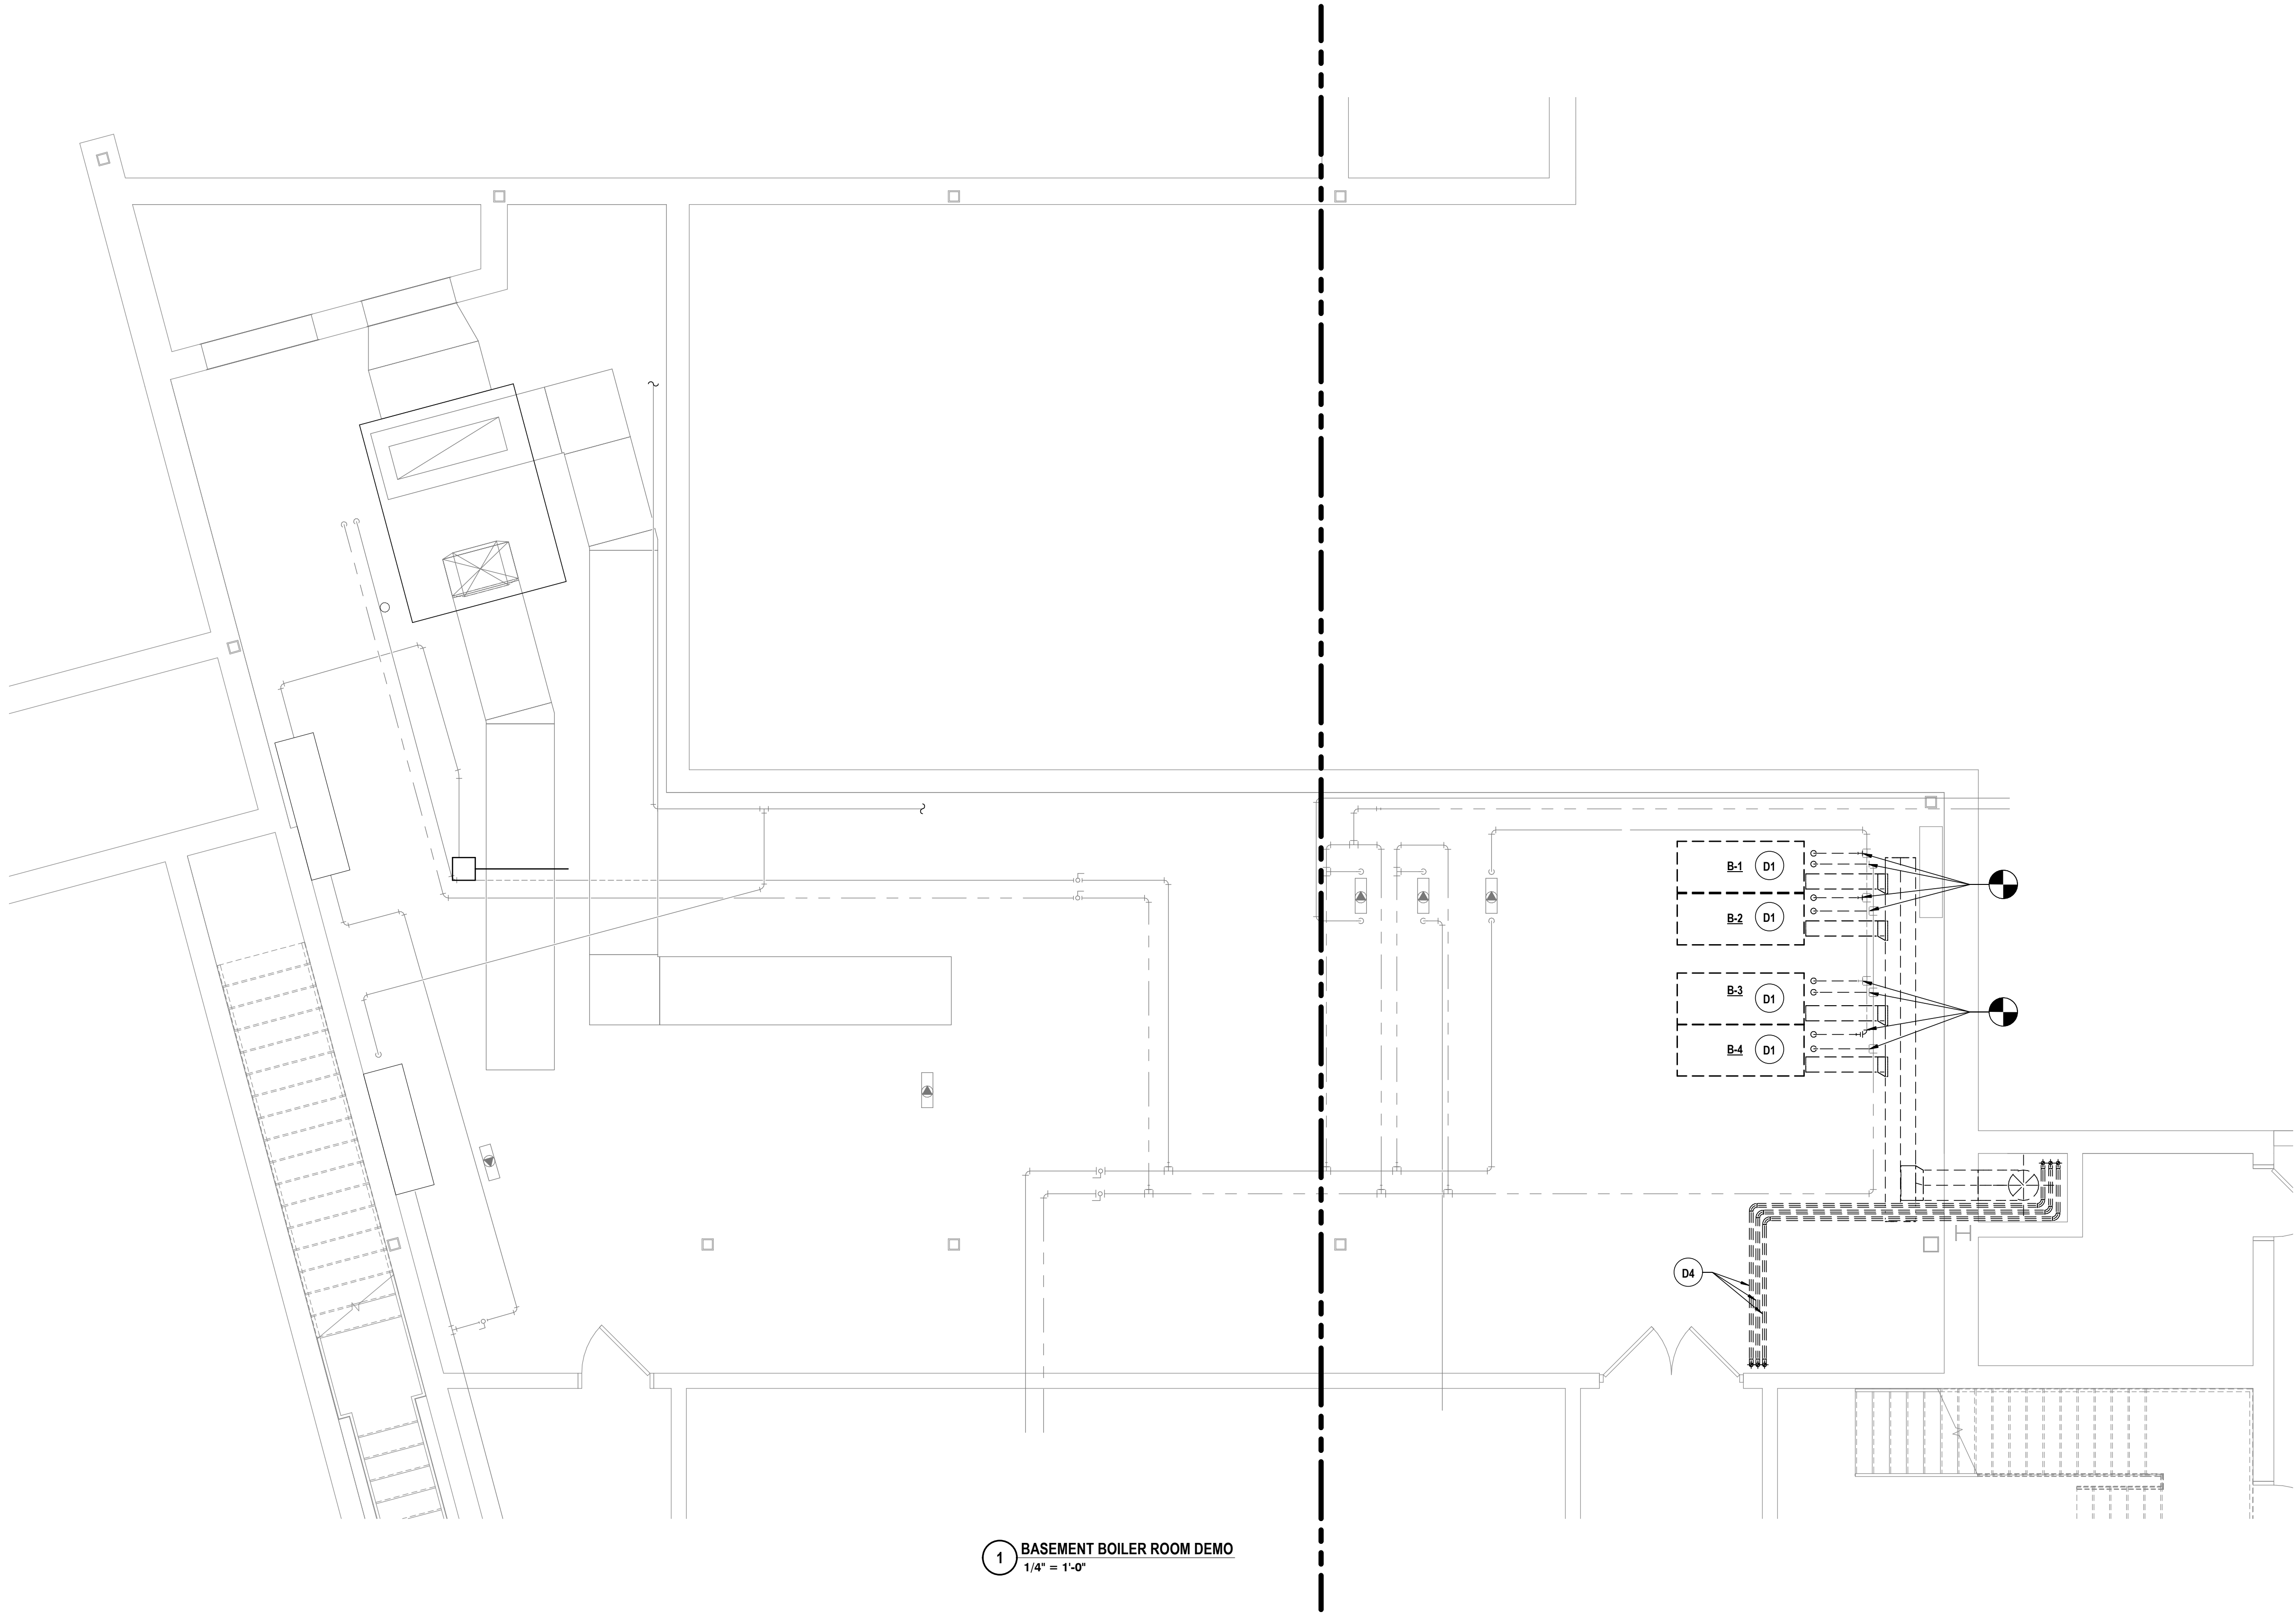 B-1 D1
B-2 D1
B-3 D1
B-4 D1
D4
1 BASEMENT BOILER ROOM DEMO
1/4" = 1'-0"